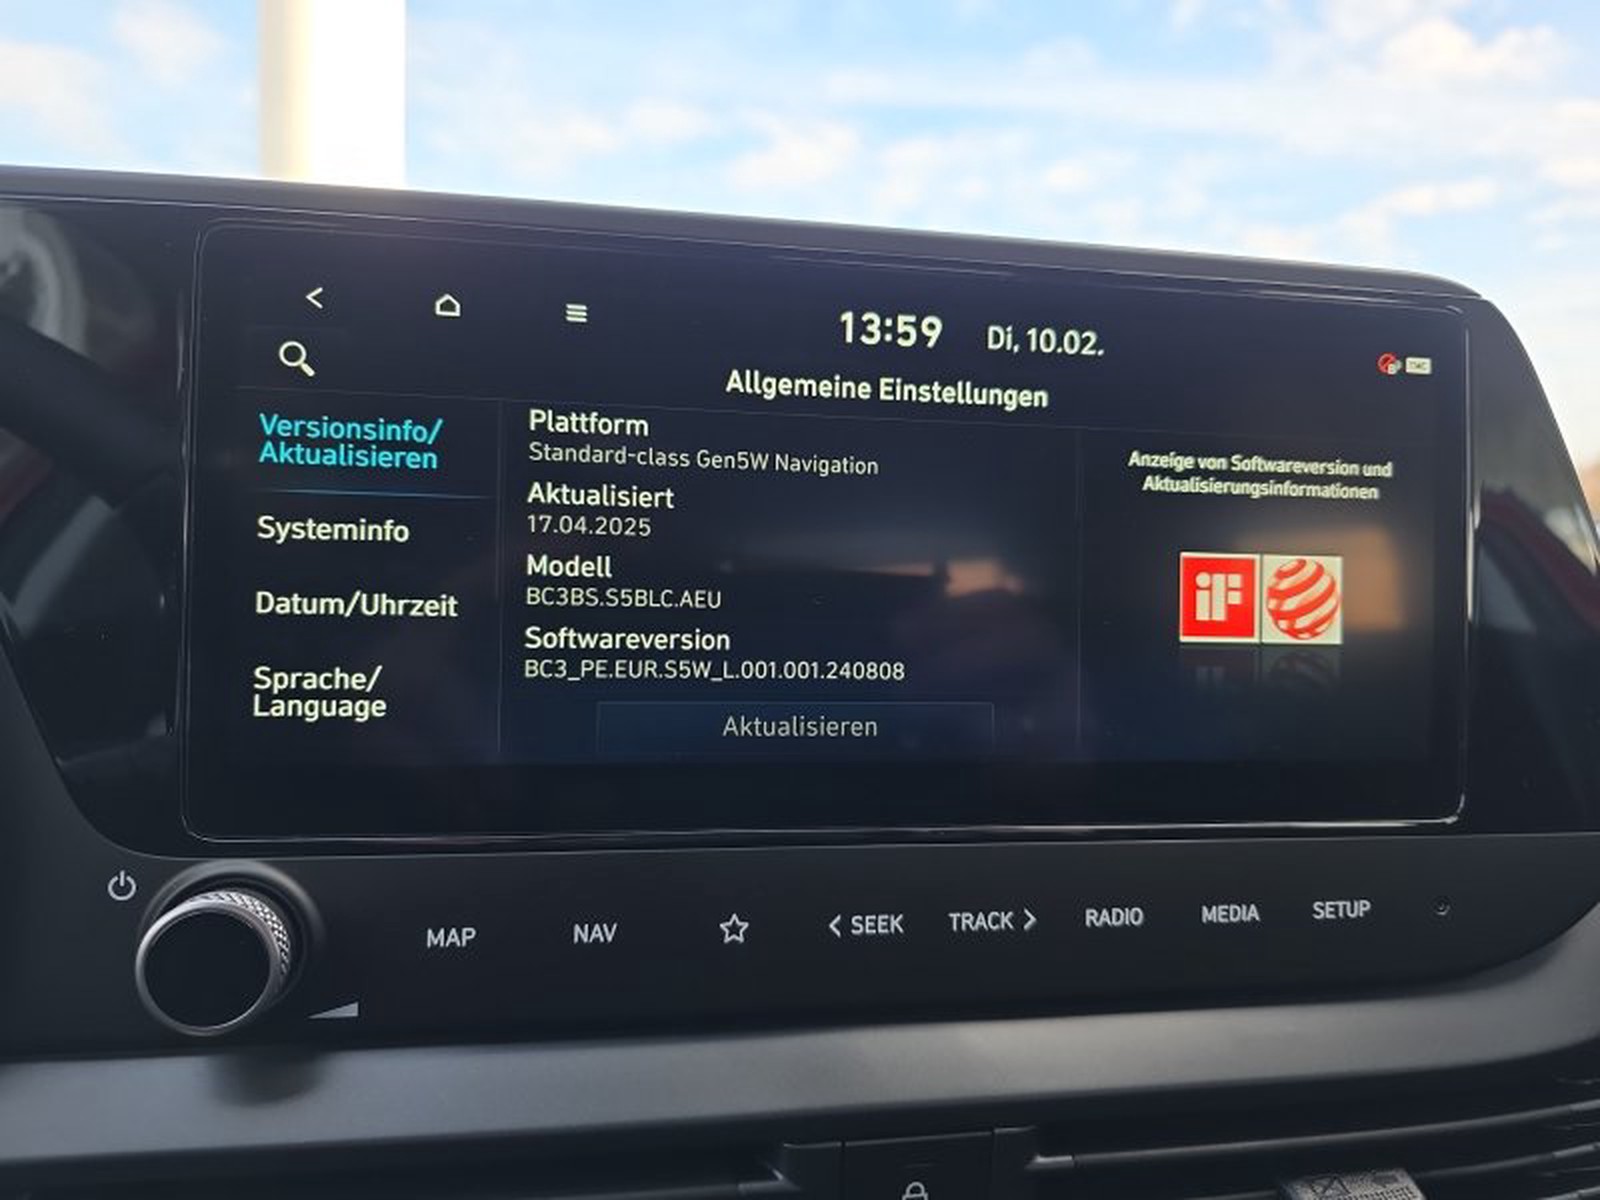 13:59 Di, 10.02.
Allgemeine Einstellungen
Versionsinfo/
Aktualisieren
Systeminfo
Datum/Uhrzeit
Sprache/
Language
Plattform
Standard-class Gen5W Navigation
Aktualisiert
17.04.2025
Modell
BC3BS.S5BLC.AEU
Softwareversion
BC3_PE.EUR.S5W_L.001.001.240808
Aktualisieren
Anzeige von Softwareversion und
Aktualisierungsinformationen
iF
MAP NAV SEEK TRACK RADIO MEDIA SETUP